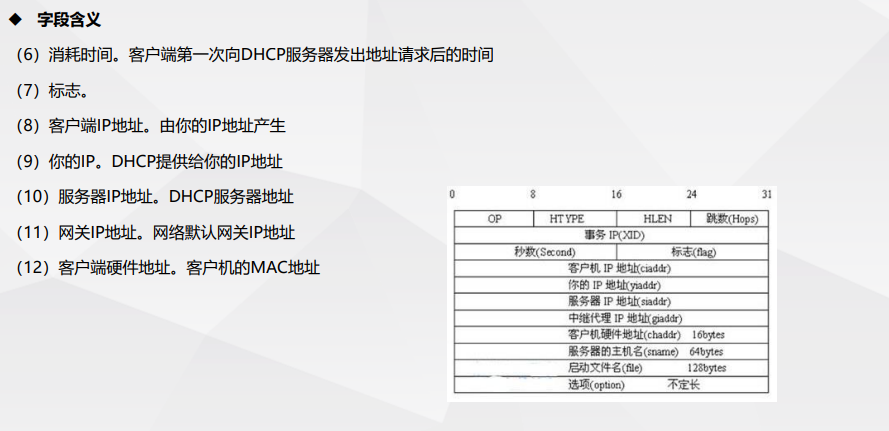 ◆ 字段含义
（6）消耗时间。客户端第一次向DHCP服务器发出地址请求后的时间
（7）标志。
（8）客户端IP地址。由你的IP地址产生
（9）你的IP。DHCP提供给你的IP地址
（10）服务器IP地址。DHCP服务器地址
（11）网关IP地址。网络默认网关IP地址
（12）客户端硬件地址。客户机的MAC地址
0 8 16 24 31
OP HTYPE HLEN 跳数(Hops)
事务 IP(XID)
秒数(Second) 标志(flag)
客户机 IP 地址(ciaddr)
你的 IP 地址(yiaddr)
服务器 IP 地址(siaddr)
中继代理 IP 地址(giaddr)
客户机硬件地址(chaddr) 16bytes
服务器的主机名(sname) 64bytes
启动文件名(file) 128bytes
选项(option) 不定长